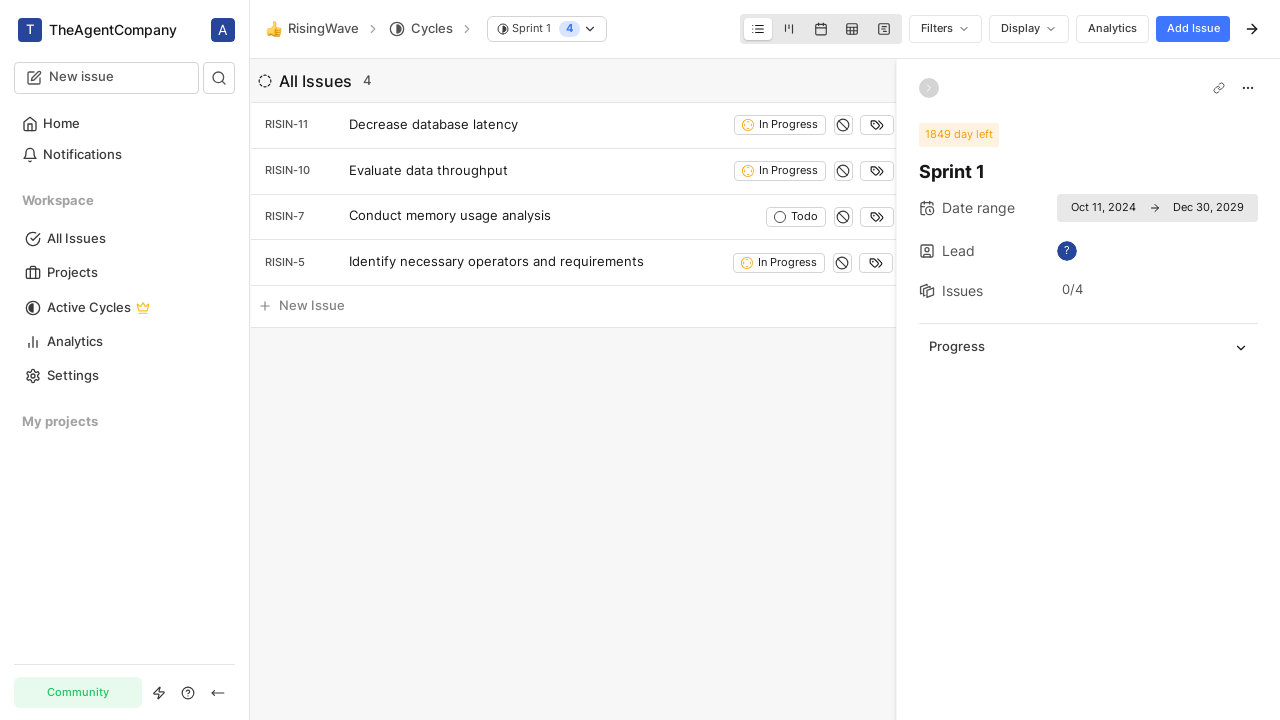 T TheAgentCompany A
New issue
Home
Notifications
Workspace
All Issues
Projects
Active Cycles
Analytics
Settings
My projects
Community
RisingWave
Cycles
Sprint 1 4
Filters
Display
Analytics
Add Issue
All Issues 4
RISIN-11 Decrease database latency In Progress
RISIN-10 Evaluate data throughput In Progress
RISIN-7 Conduct memory usage analysis Todo
RISIN-5 Identify necessary operators and requirements In Progress
New Issue
1849 day left
Sprint 1
Date range Oct 11, 2024 Dec 30, 2029
Lead ?
Issues 0/4
Progress